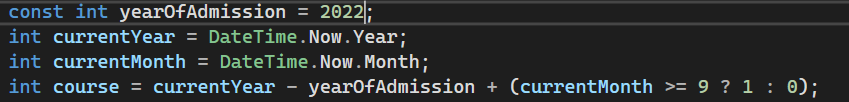 const int yearOfAdmission = 2022;
int currentYear = DateTime.Now.Year;
int currentMonth = DateTime.Now.Month;
int course = currentYear - yearOfAdmission + (currentMonth >= 9 ? 1 : 0);